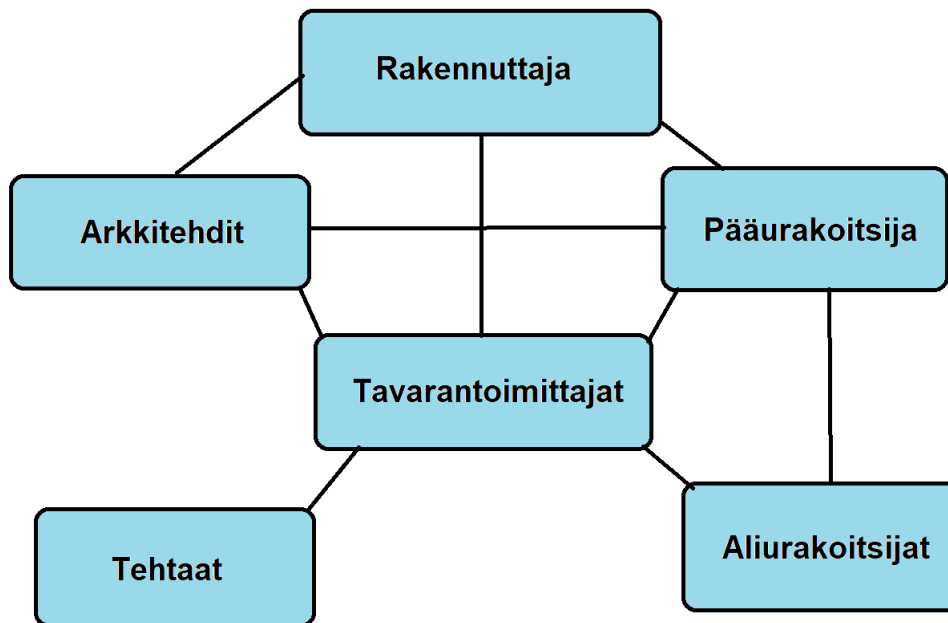 Rakennuttaja
Arkkitehdit
Pääurakoitsija
Tavarantoimittajat
Tehtaat
Aliurakoitsijat